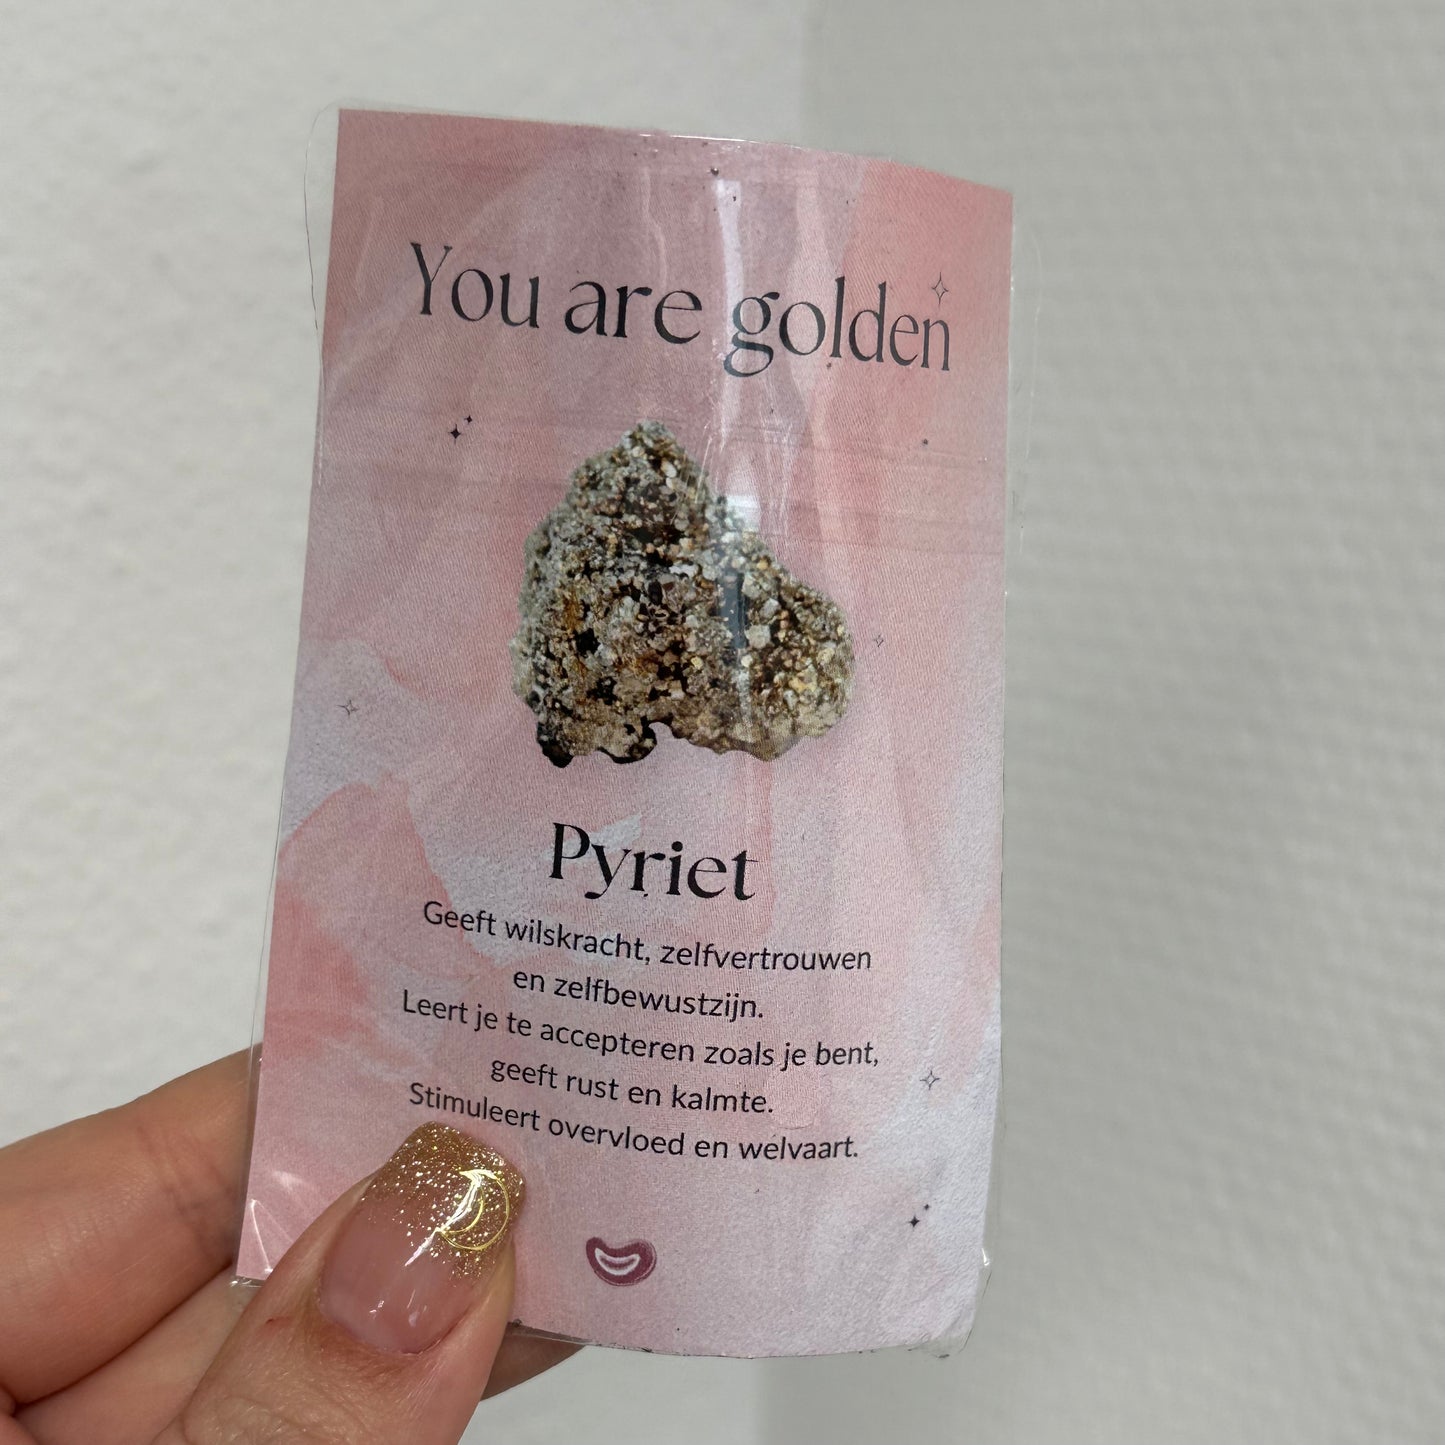 You are golden
Pyriet
Geeft wilskracht, zelfvertrouwen
en zelfbewustzijn.
Leert je te accepteren zoals je bent,
geeft rust en kalmte.
Stimuleert overvloed en welvaart.